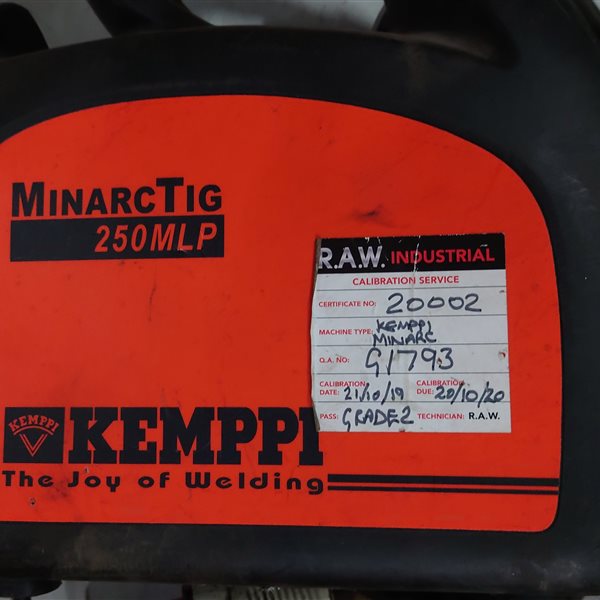 MINARCTIG
250MLP
R.A.W. INDUSTRIAL
CALIBRATION SERVICE
CERTIFICATE NO: 20002
MACHINE TYPE: KEMPPI
MINARC
Q.A. NO: G1793
CALIBRATION DATE: 21/10/19 CALIBRATION DUE: 20/10/20
PASS: GRADE 2 TECHNICIAN: R.A.W.
KEMPPI KEMPPI
The Joy of Welding